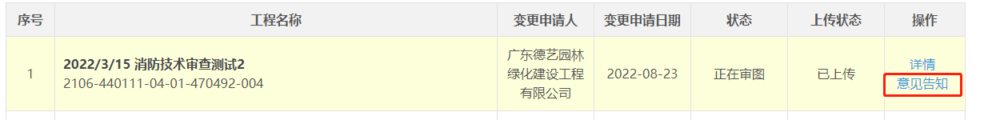 序号 工程名称 变更申请人 变更申请日期 状态 上传状态 操作
1
2022/3/15 消防技术审查测试2
2106-440111-04-01-470492-004
广东德艺园林
绿化建设工程
有限公司
2022-08-23
正在审图
已上传
详情
意见告知